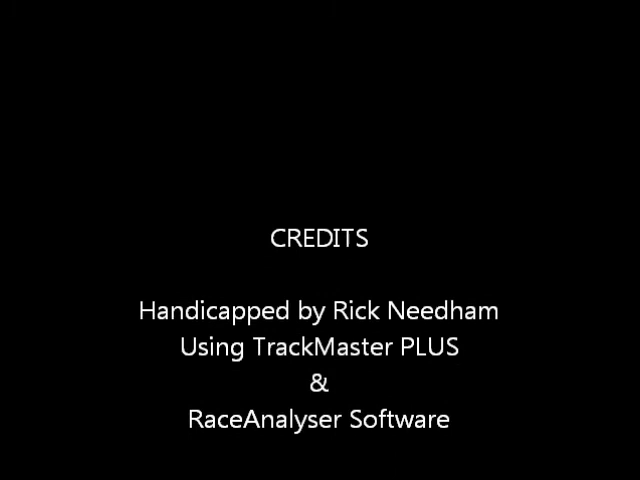 CREDITS
Handicapped by Rick Needham
Using TrackMaster PLUS
&
RaceAnalyser Software